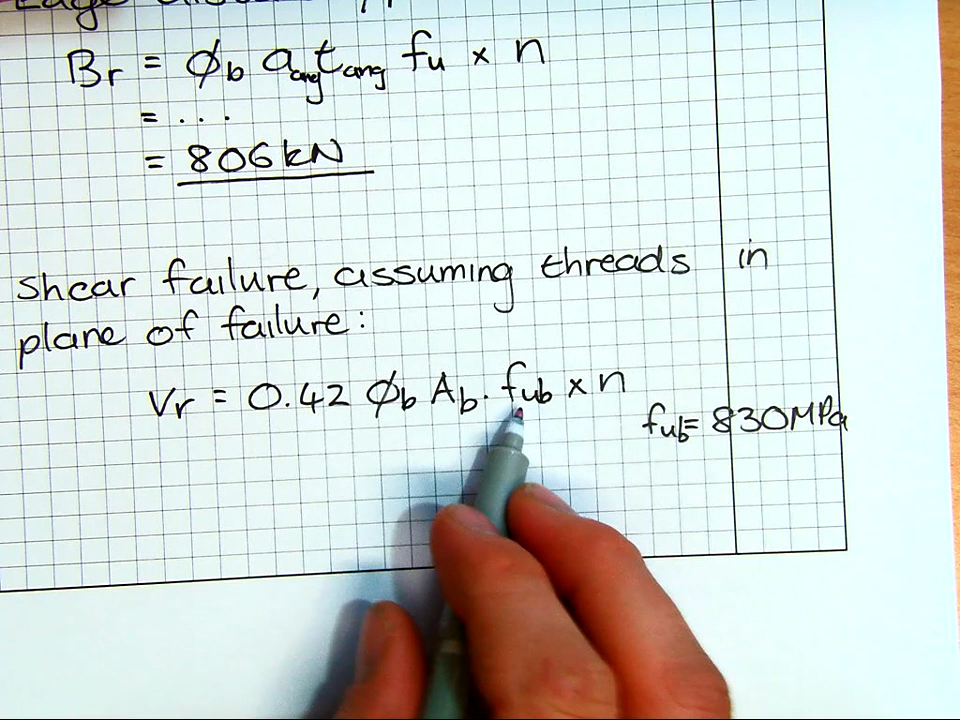 Br = ϕb aang tang fu × n
= ...
= 806kN
shear failure, assuming threads in
plane of failure:
Vr = 0.42 ϕb Ab. fub × n
fub = 830MPa